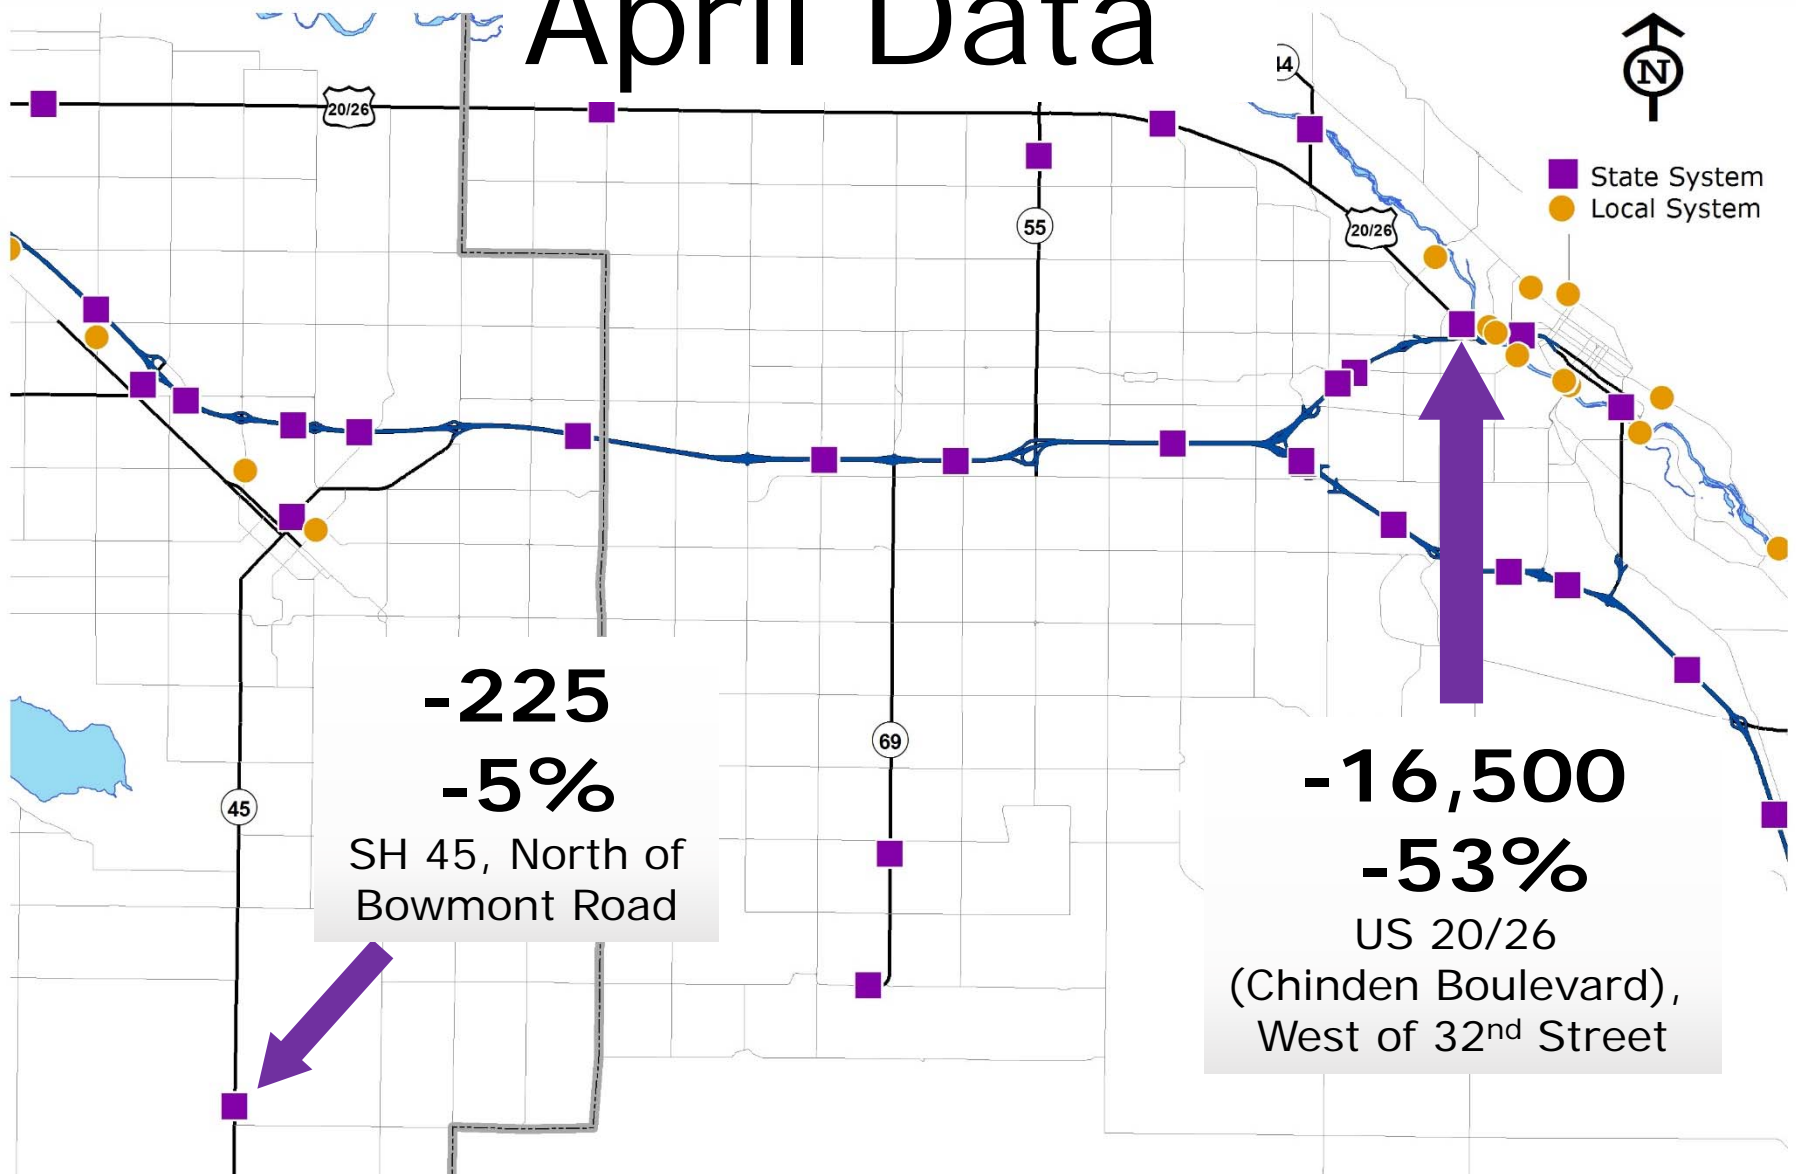 April Data
44
N
20/26
State System
Local System
55
20/26
-225
-5%
SH 45, North of
Bowmont Road
69
-16,500
-53%
US 20/26
(Chinden Boulevard),
West of 32nd Street
45